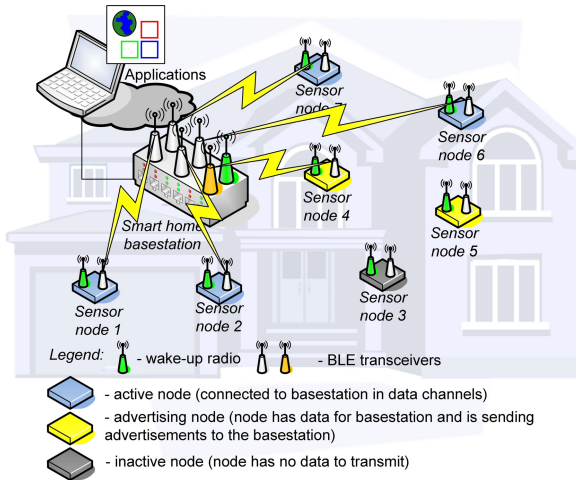 Applications
Sensor
Sensor
node 6
Sensor
node 4
Sensor
node 5
Smart home
basestation
Sensor
node 3
Sensor
node 1
Sensor
node 2
Legend:
- wake-up radio
- BLE transceivers
- active node (connected to basestation in data channels)
- advertising node (node has data for basestation and is sending
advertisements to the basestation)
- inactive node (node has no data to transmit)